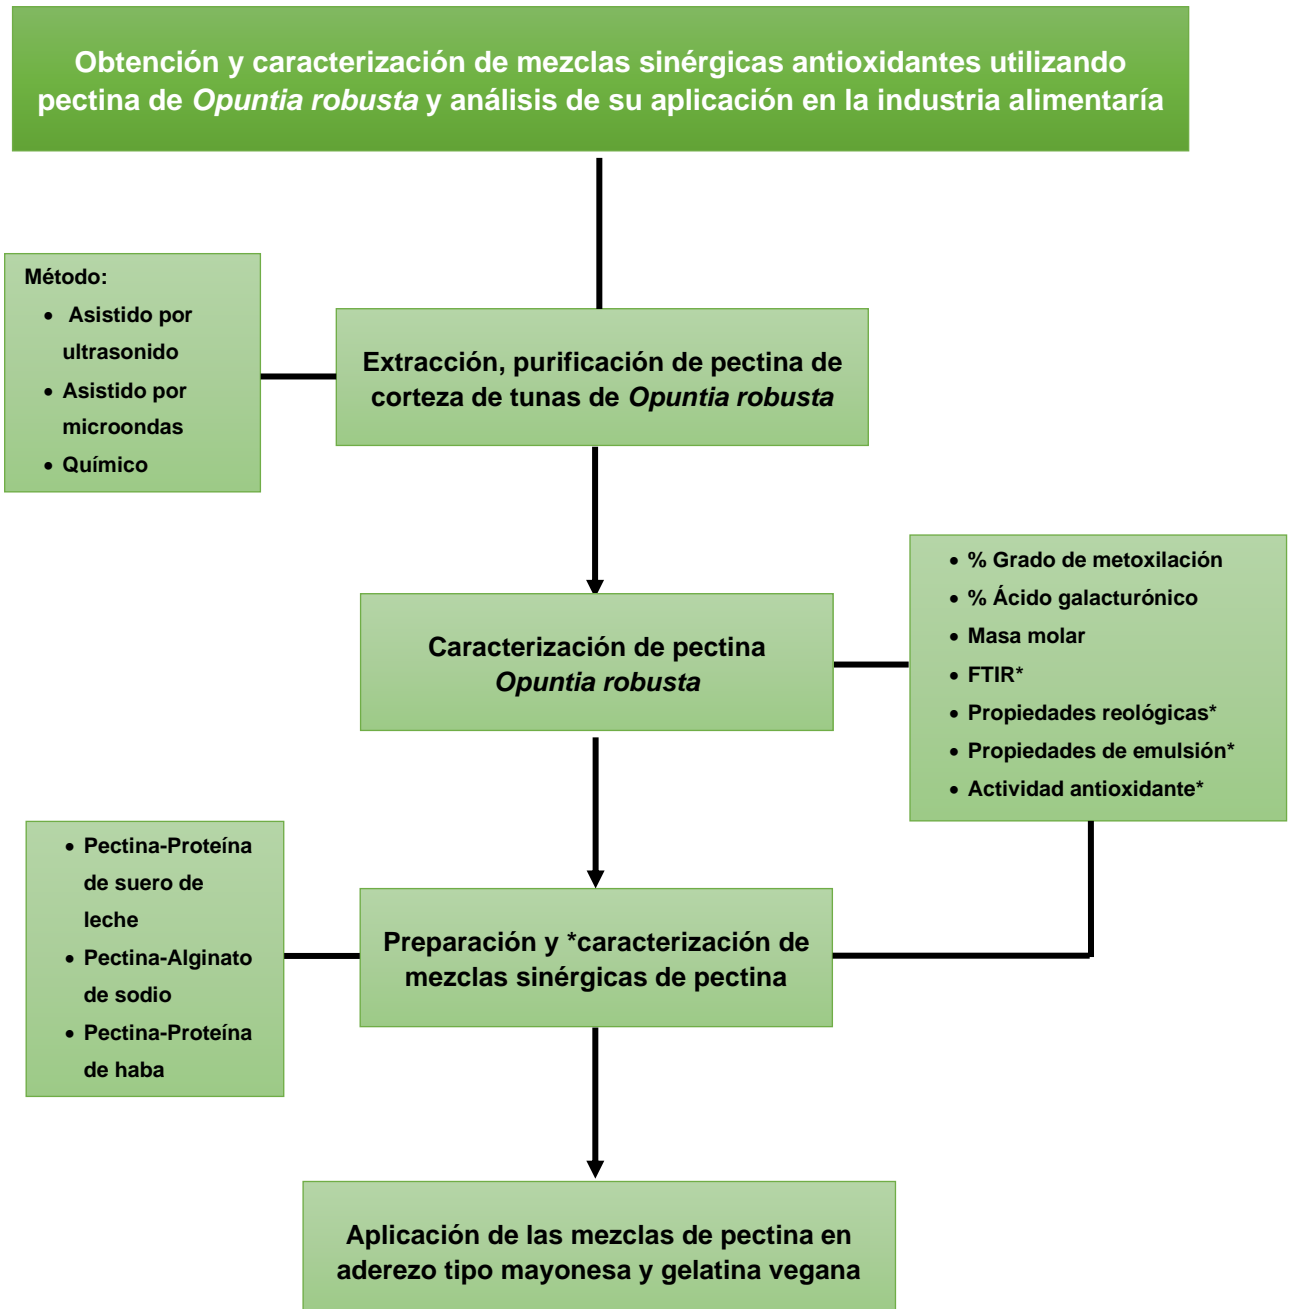 Obtención y caracterización de mezclas sinérgicas antioxidantes utilizando
pectina de Opuntia robusta y análisis de su aplicación en la industria alimentaría
Método:
• Asistido por
ultrasonido
• Asistido por
microondas
• Químico
Extracción, purificación de pectina de
corteza de tunas de Opuntia robusta
Caracterización de pectina
Opuntia robusta
• % Grado de metoxilación
• % Ácido galacturónico
• Masa molar
• FTIR*
• Propiedades reológicas*
• Propiedades de emulsión*
• Actividad antioxidante*
• Pectina-Proteína
de suero de
leche
• Pectina-Alginato
de sodio
• Pectina-Proteína
de haba
Preparación y *caracterización de
mezclas sinérgicas de pectina
Aplicación de las mezclas de pectina en
aderezo tipo mayonesa y gelatina vegana